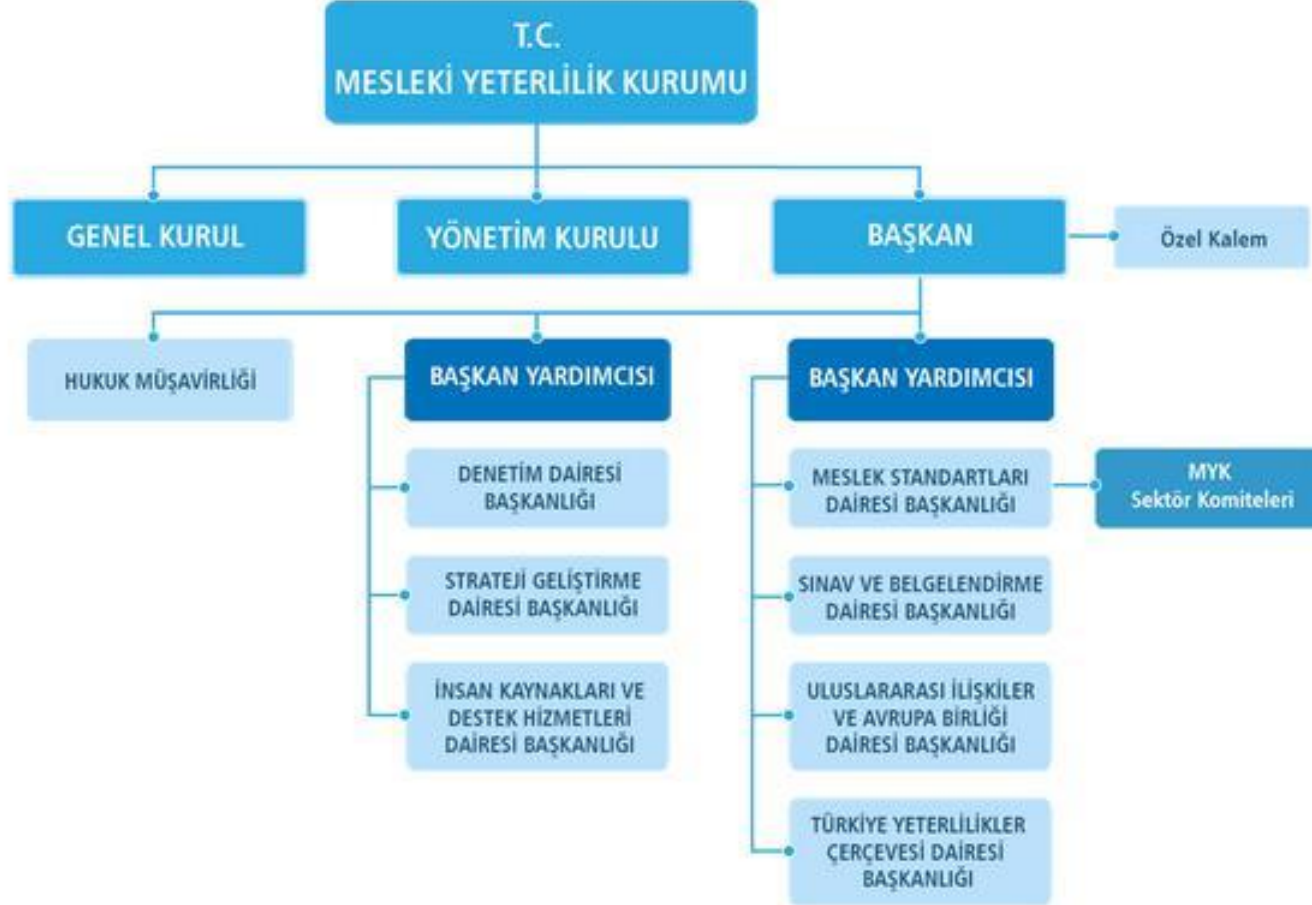 T.C.
MESLEKİ YETERLİLİK KURUMU
GENEL KURUL
YÖNETİM KURULU
BAŞKAN
Özel Kalem
HUKUK MÜŞAVİRLİĞİ
BAŞKAN YARDIMCISI
DENETİM DAİRESİ
BAŞKANLIĞI
STRATEJİ GELİŞTİRME
DAİRESİ BAŞKANLIĞI
İNSAN KAYNAKLARI VE
DESTEK HİZMETLERİ
DAİRESİ BAŞKANLIĞI
BAŞKAN YARDIMCISI
MESLEK STANDARTLARI
DAİRESİ BAŞKANLIĞI
MYK
Sektör Komiteleri
SINAV VE BELGELENDİRME
DAİRESİ BAŞKANLIĞI
ULUSLARARASI İLİŞKİLER
VE AVRUPA BİRLİĞİ
DAİRESİ BAŞKANLIĞI
TÜRKİYE YETERLİLİKLER
ÇERÇEVESİ DAİRESİ
BAŞKANLIĞI